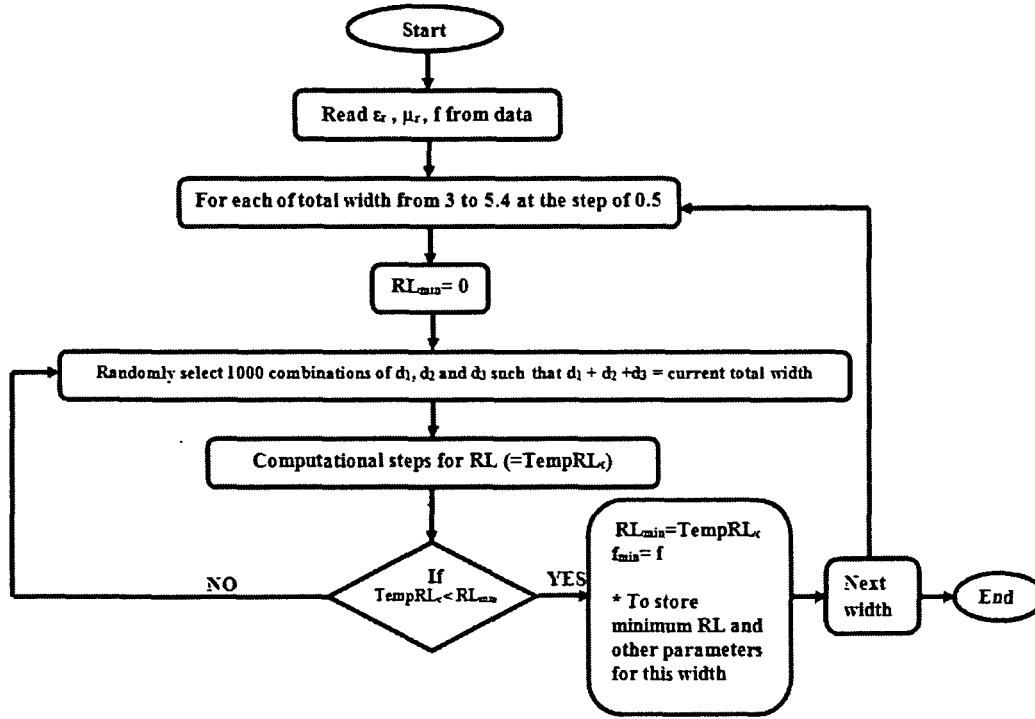 Start
Read εr , μr, f from data
For each of total width from 3 to 5.4 at the step of 0.5
RLmin= 0
Randomly select 1000 combinations of d1, d2 and d3 such that d1 + d2 +d3 = current total width
Computational steps for RL (=TempRLc)
If
TempRLc< RLmin
NO
YES
RLmin=TempRLc
fmin= f
* To store
minimum RL and
other parameters
for this width
Next
width
End